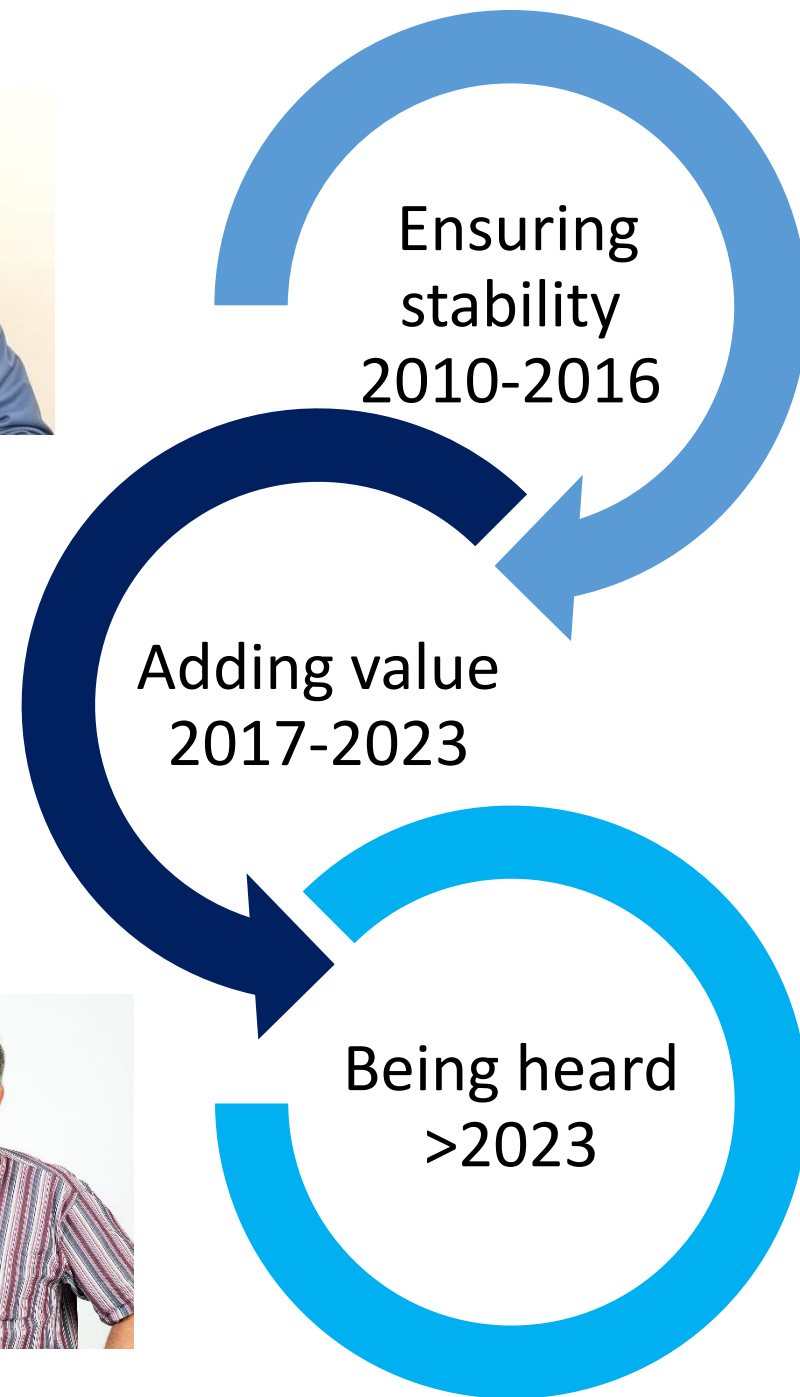 Ensuring
stability
2010-2016
Adding value
2017-2023
Being heard
>2023